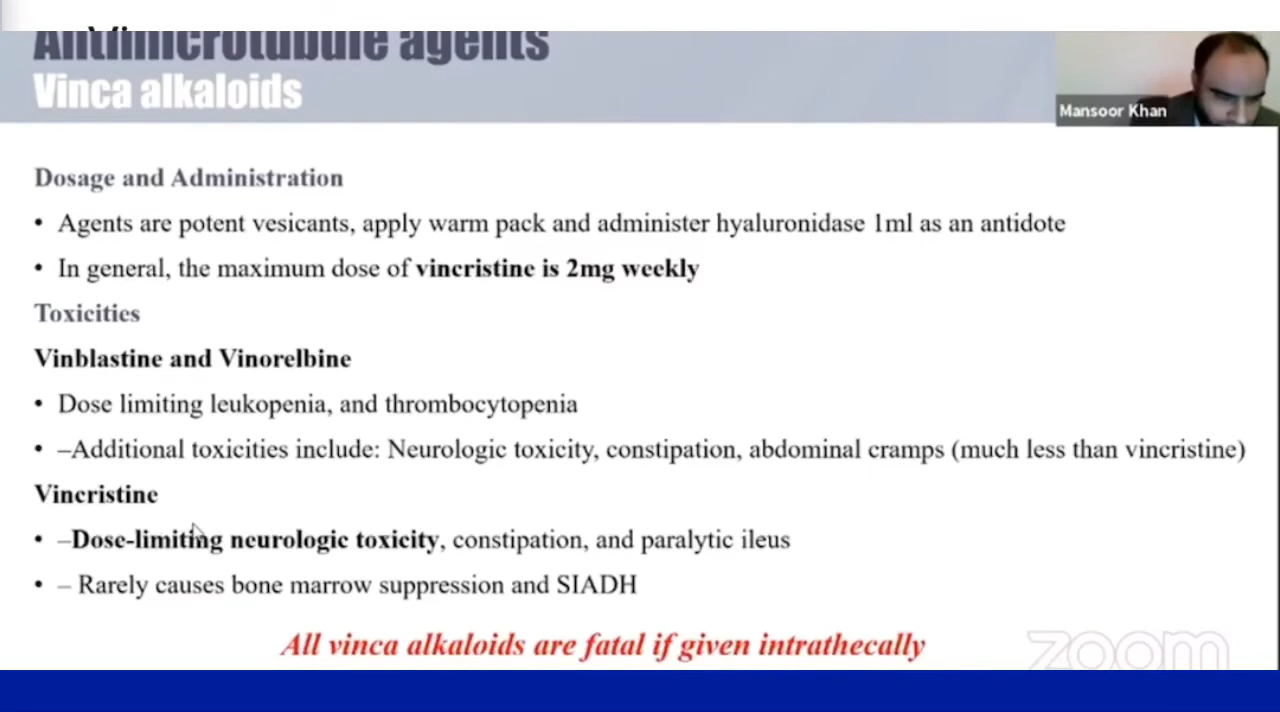 Antimicrotubule agents
Vinca alkaloids
Mansoor Khan
Dosage and Administration
• Agents are potent vesicants, apply warm pack and administer hyaluronidase 1ml as an antidote
• In general, the maximum dose of vincristine is 2mg weekly
Toxicities
Vinblastine and Vinorelbine
• Dose limiting leukopenia, and thrombocytopenia
• –Additional toxicities include: Neurologic toxicity, constipation, abdominal cramps (much less than vincristine)
Vincristine
• –Dose-limiting neurologic toxicity, constipation, and paralytic ileus
• – Rarely causes bone marrow suppression and SIADH
All vinca alkaloids are fatal if given intrathecally
zoom